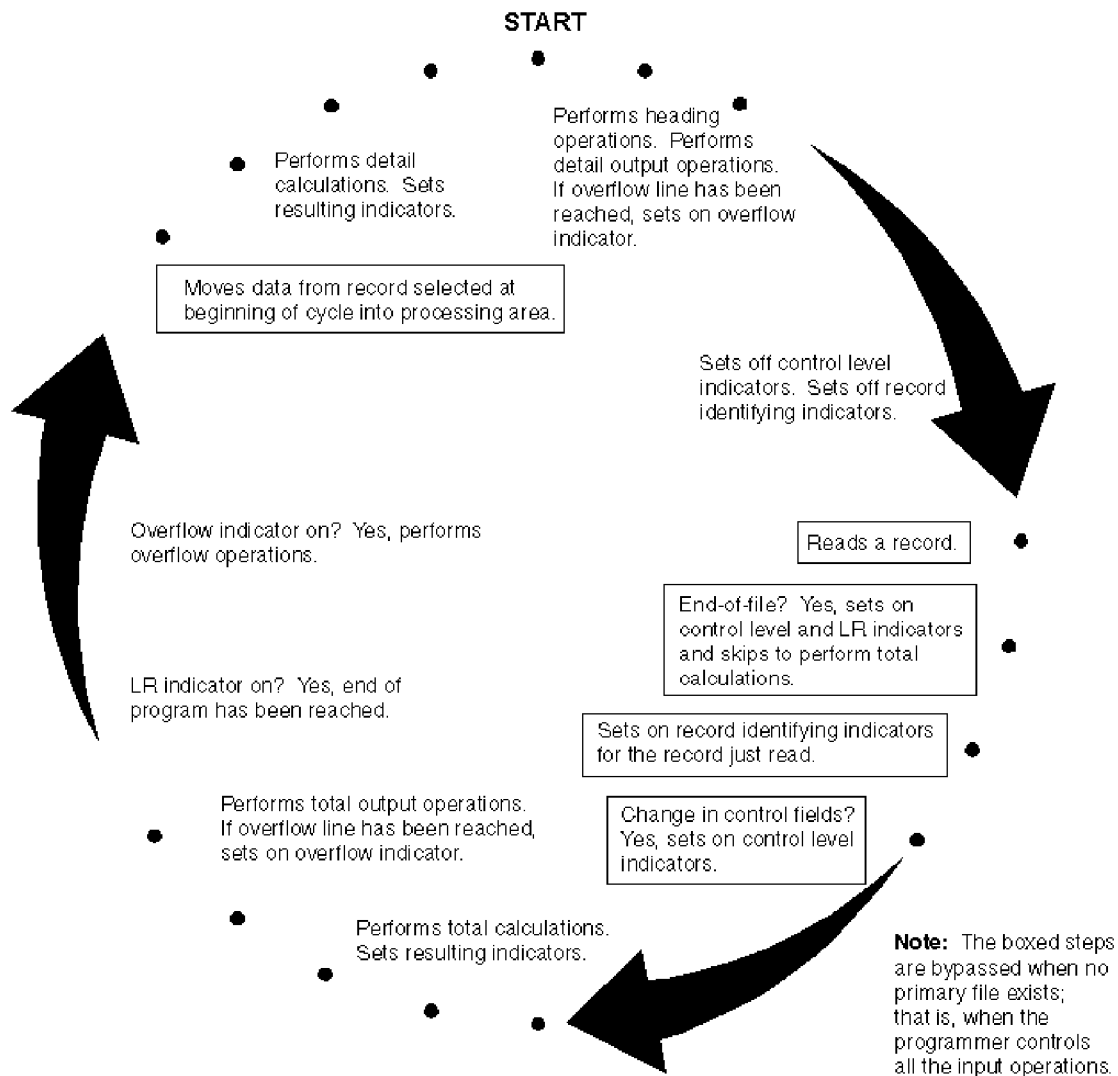 START
Performs heading
operations. Performs
detail output operations.
If overflow line has been
reached, sets on overflow
indicator.
Sets off control level
indicators. Sets off record
identifying indicators.
Reads a record.
End-of-file? Yes, sets on
control level and LR indicators
and skips to perform total
calculations.
Sets on record identifying indicators
for the record just read.
Change in control fields?
Yes, sets on control level
indicators.
Performs total calculations.
Sets resulting indicators.
Performs total output operations.
If overflow line has been reached,
sets on overflow indicator.
LR indicator on? Yes, end of
program has been reached.
Overflow indicator on? Yes, performs
overflow operations.
Moves data from record selected at
beginning of cycle into processing area.
Performs detail
calculations. Sets
resulting indicators.
Note: The boxed steps
are bypassed when no
primary file exists;
that is, when the
programmer controls
all the input operations.